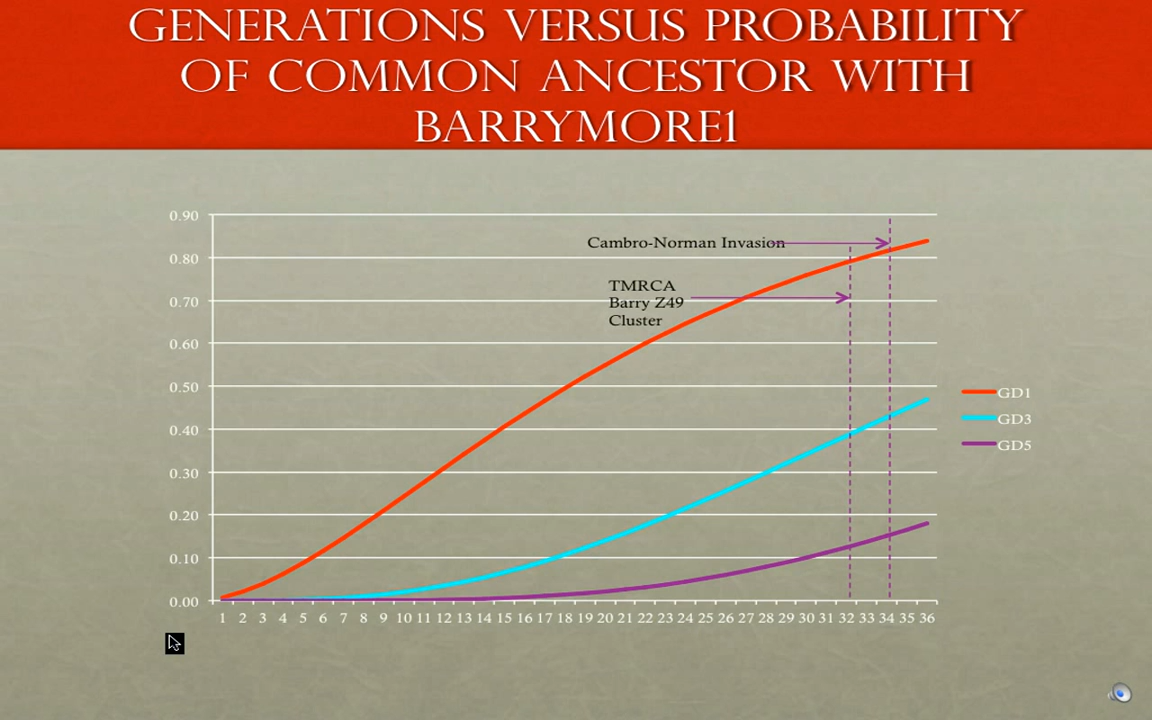 GENERATIONS VERSUS PROBABILITY
OF COMMON ANCESTOR WITH
BARRYMORE1
0.90
0.80
0.70
0.60
0.50
0.40
0.30
0.20
0.10
0.00
Cambro-Norman Invasion
TMRCA
Barry Z49
Cluster
GD1
GD3
GD5
1 2 3 4 5 6 7 8 9 10 11 12 13 14 15 16 17 18 19 20 21 22 23 24 25 26 27 28 29 30 31 32 33 34 35 36